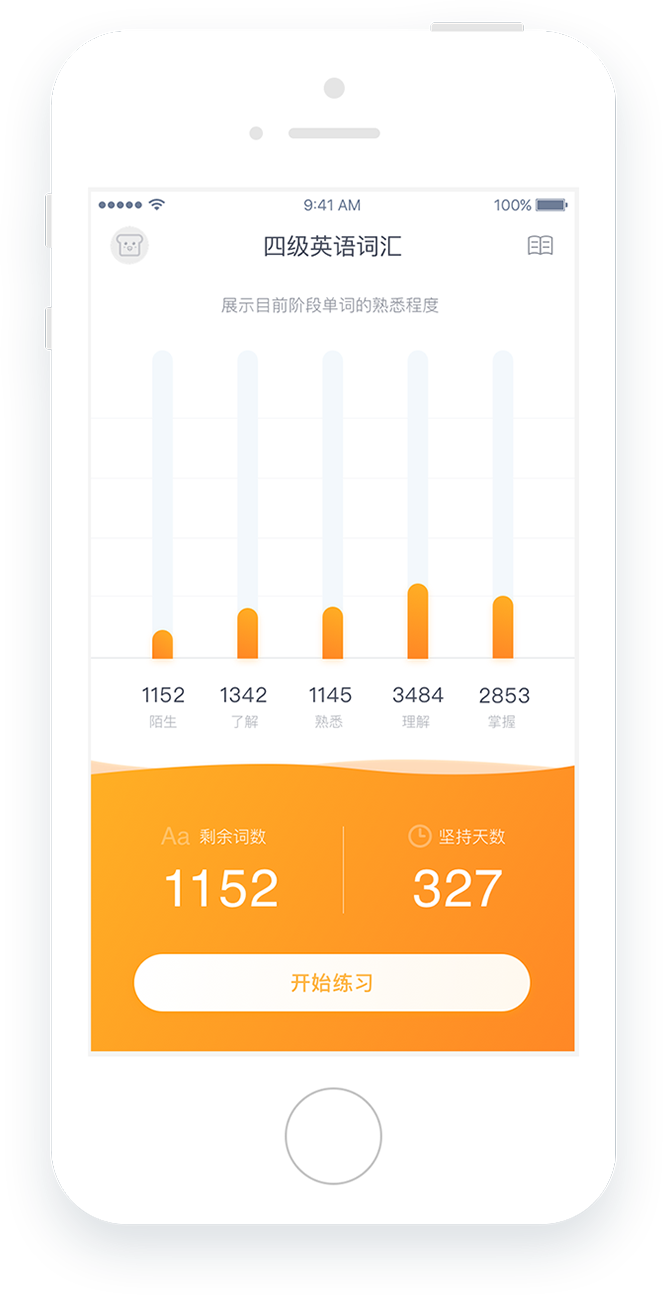 9:41 AM 100%
四级英语词汇
展示目前阶段单词的熟悉程度
1152 1342 1145 3484 2853
陌生 了解 熟悉 理解 掌握
Aa 剩余词数 坚持天数
1152 327
开始练习